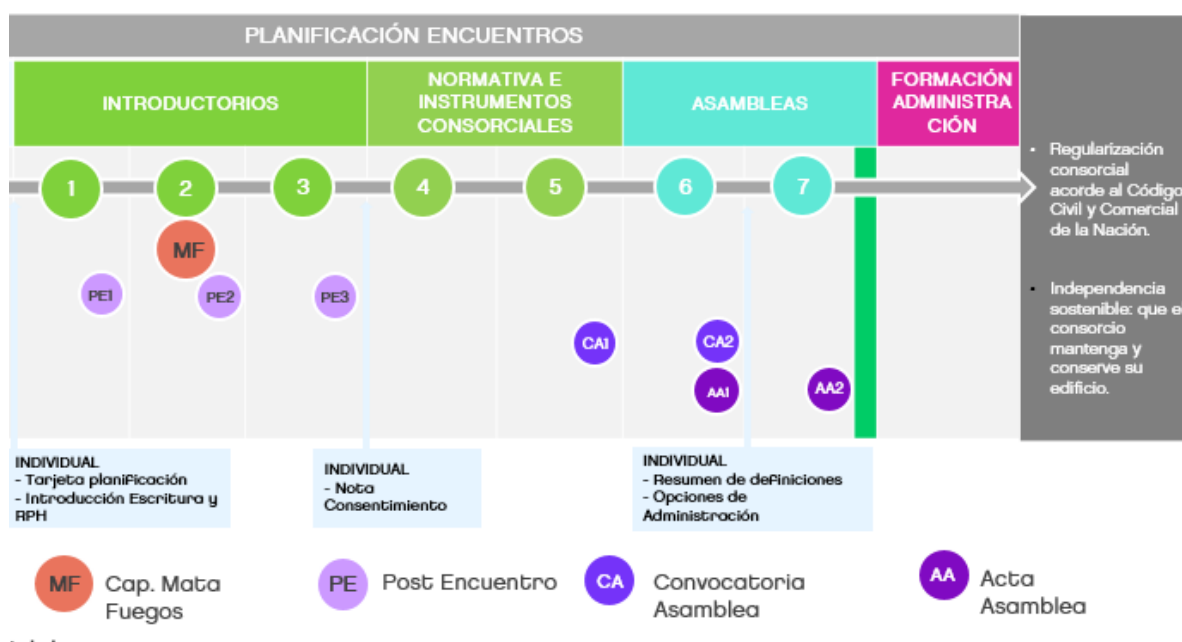 PLANIFICACIÓN ENCUENTROS
INTRODUCTORIOS
NORMATIVA E
INSTRUMENTOS
CONSORCIALES
ASAMBLEAS
FORMACIÓN
ADMINISTRA
CIÓN
1
2
3
4
5
6
7
MF
PE1
PE2
PE3
CA1
CA2
AA1
AA2
• Regularización
consorcial
acorde al Código
Civil y Comercial
de la Nación.
• Independencia
sostenible: que el
consorcio
mantenga y
conserve su
edificio.
INDIVIDUAL
- Tarjeta planificación
- Introducción Escritura y
RPH
INDIVIDUAL
- Nota
Consentimiento
INDIVIDUAL
- Resumen de definiciones
- Opciones de
Administración
MF
Cap. Mata
Fuegos
PE
Post Encuentro
CA
Convocatoria
Asamblea
AA
Acta
Asamblea